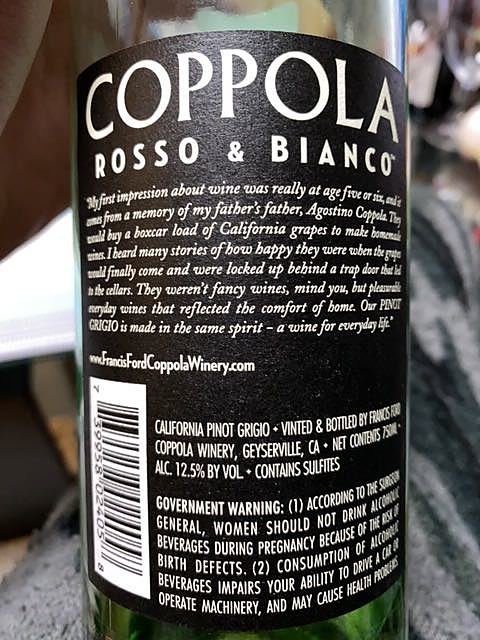 COPPOLA
ROSSO & BIANCO™
"My first impression about wine was really at age five or six, and it
comes from a memory of my father's father, Agostino Coppola. They
would buy a boxcar load of California grapes to make homemade
wines. I heard many stories of how happy they were when the grapes
would finally come and were locked up behind a trap door that led
to the cellars. They weren't fancy wines, mind you, but pleasurable
everyday wines that reflected the comfort of home. Our PINOT
GRIGIO is made in the same spirit – a wine for everyday life."
www.FrancisFordCoppolaWinery.com
CALIFORNIA PINOT GRIGIO • VINTED & BOTTLED BY FRANCIS FORD
COPPOLA WINERY, GEYSERVILLE, CA • NET CONTENTS 750ML •
ALC. 12.5% BY VOL. • CONTAINS SULFITES
GOVERNMENT WARNING: (1) ACCORDING TO THE SURGEON
GENERAL, WOMEN SHOULD NOT DRINK ALCOHOLIC
BEVERAGES DURING PREGNANCY BECAUSE OF THE RISK OF
BIRTH DEFECTS. (2) CONSUMPTION OF ALCOHOLIC
BEVERAGES IMPAIRS YOUR ABILITY TO DRIVE A CAR OR
OPERATE MACHINERY, AND MAY CAUSE HEALTH PROBLEMS.
7 39958 02405 8